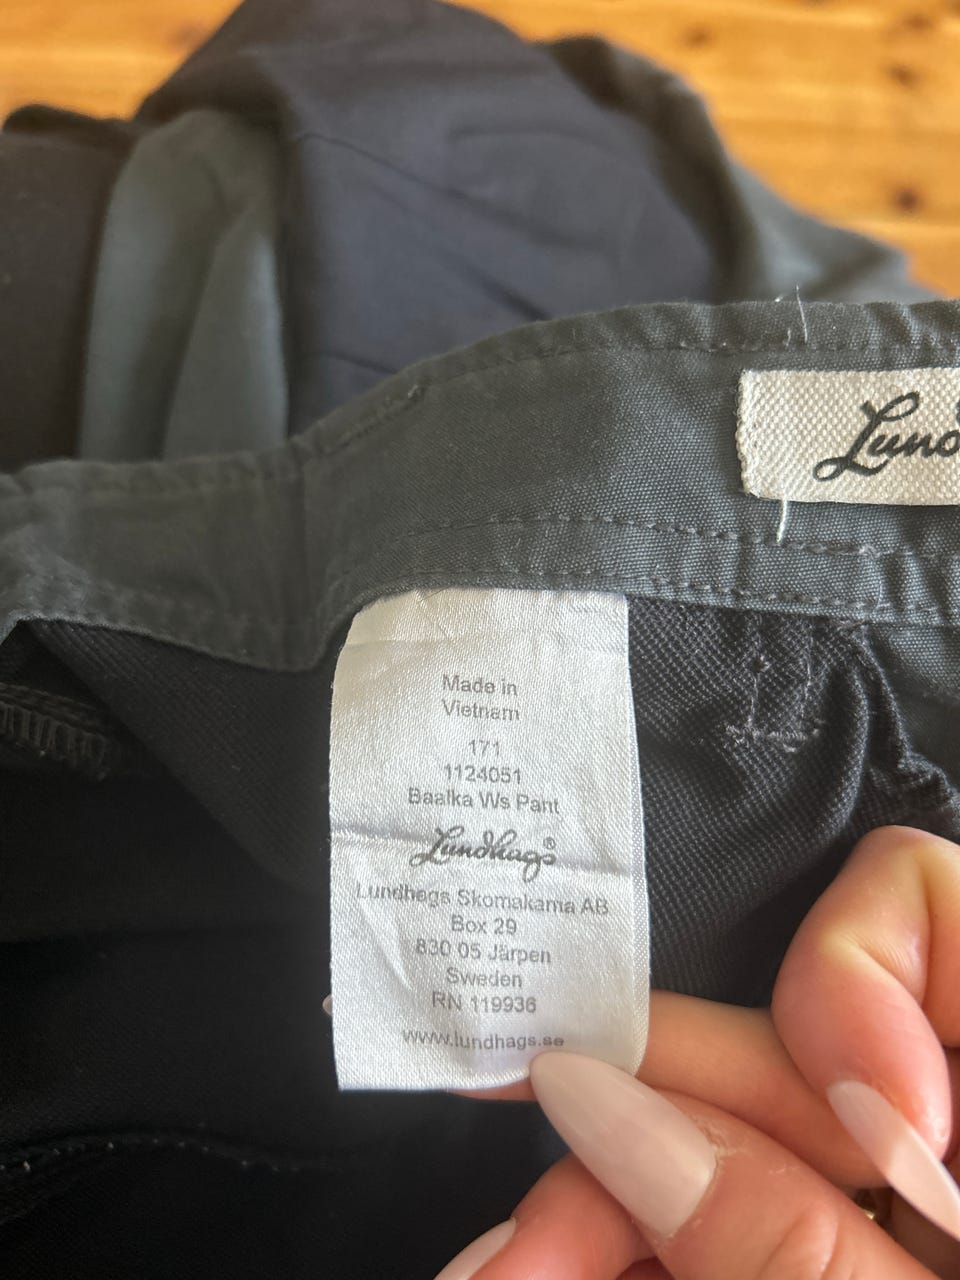 Lund
Made in
Vietnam
171
1124051
Baalka Ws Pant
Lundhags®
Lundhags Skomakarna AB
Box 29
830 05 Järpen
Sweden
RN 119936
www.lundhags.se